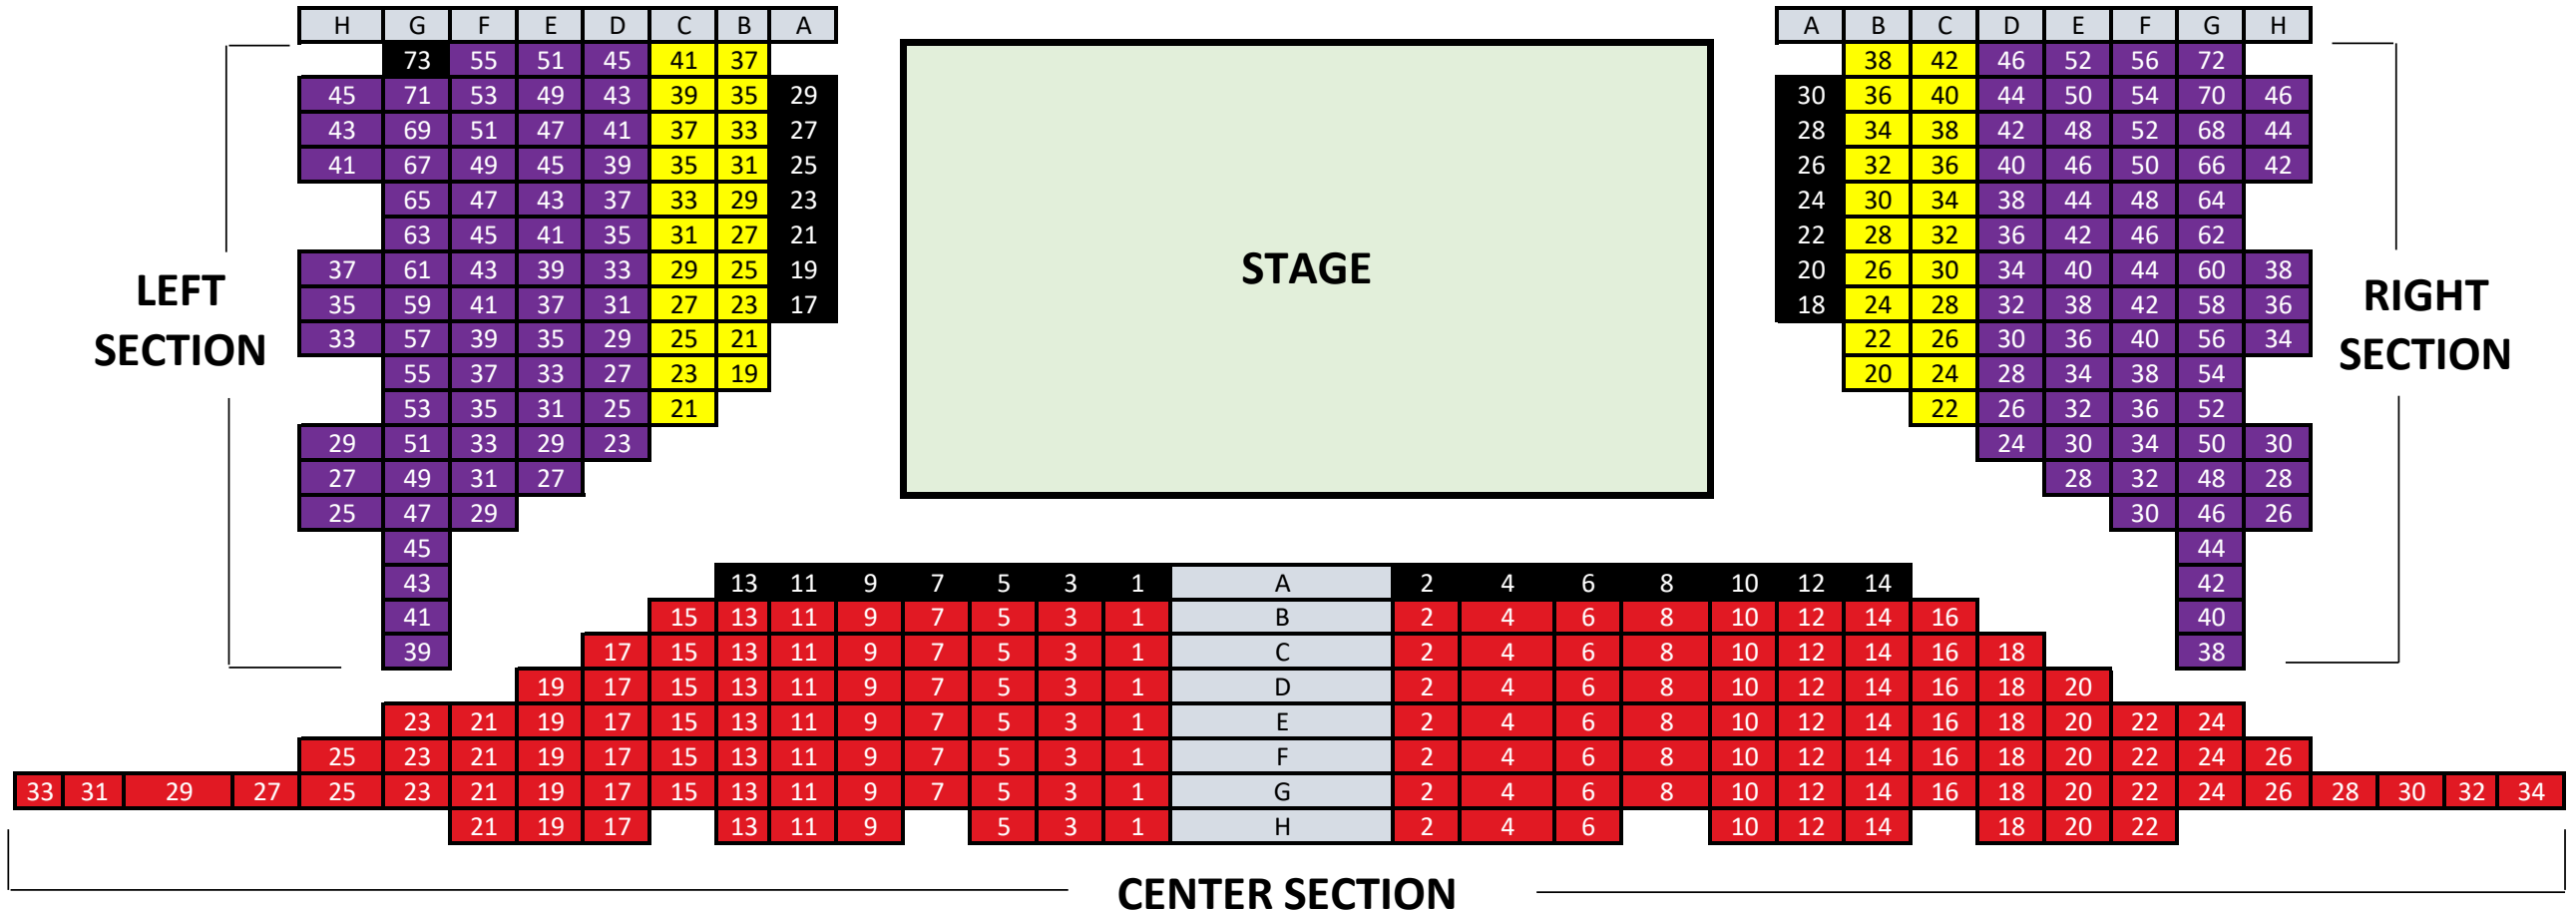 H G F E D C B A A B C D E F G H
73 55 51 45 41 37 38 42 46 52 56 72
45 71 53 49 43 39 35 29 30 36 40 44 50 54 70 46
43 69 51 47 41 37 33 27 28 34 38 42 48 52 68 44
41 67 49 45 39 35 31 25 26 32 36 40 46 50 66 42
65 47 43 37 33 29 23 24 30 34 38 44 48 64
63 45 41 35 31 27 21 22 28 32 36 42 46 62
37 61 43 39 33 29 25 19 20 26 30 34 40 44 60 38
35 59 41 37 31 27 23 17 18 24 28 32 38 42 58 36
33 57 39 35 29 25 21 22 26 30 36 40 56 34
55 37 33 27 23 19 20 24 28 34 38 54
53 35 31 25 21 22 26 32 36 52
29 51 33 29 23 24 30 34 50 30
27 49 31 27 28 32 48 28
25 47 29 30 46 26
45 44
43 42
41 40
39 38
LEFT
SECTION
STAGE
RIGHT
SECTION
13 11 9 7 5 3 1 A 2 4 6 8 10 12 14
15 13 11 9 7 5 3 1 B 2 4 6 8 10 12 14 16
17 15 13 11 9 7 5 3 1 C 2 4 6 8 10 12 14 16 18
19 17 15 13 11 9 7 5 3 1 D 2 4 6 8 10 12 14 16 18 20
23 21 19 17 15 13 11 9 7 5 3 1 E 2 4 6 8 10 12 14 16 18 20 22 24
25 23 21 19 17 15 13 11 9 7 5 3 1 F 2 4 6 8 10 12 14 16 18 20 22 24 26
33 31 29 27 25 23 21 19 17 15 13 11 9 7 5 3 1 G 2 4 6 8 10 12 14 16 18 20 22 24 26 28 30 32 34
21 19 17 13 11 9 5 3 1 H 2 4 6 10 12 14 18 20 22
CENTER SECTION